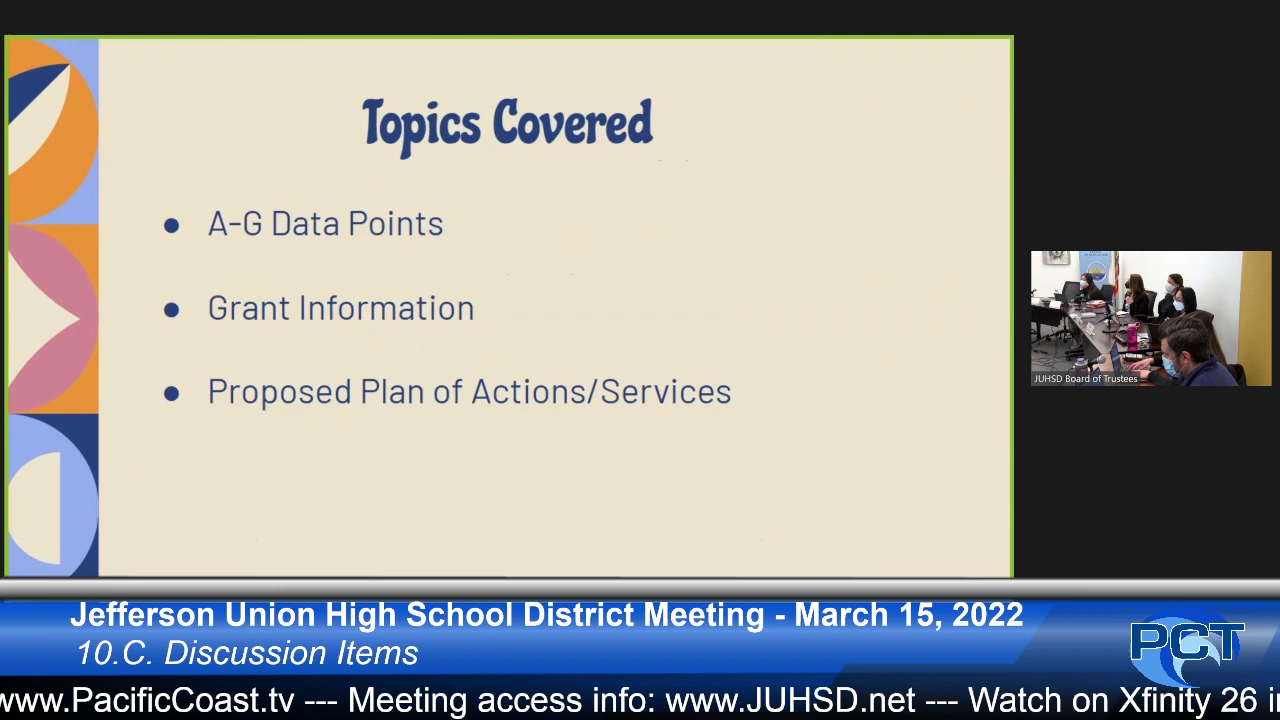 Topics Covered
● A-G Data Points
● Grant Information
● Proposed Plan of Actions/Services
JUHSD Board of Trustees
Jefferson Union High School District Meeting - March 15, 2022
10.C. Discussion Items
PCT
www.PacificCoast.tv --- Meeting access info: www.JUHSD.net --- Watch on Xfinity 26 i